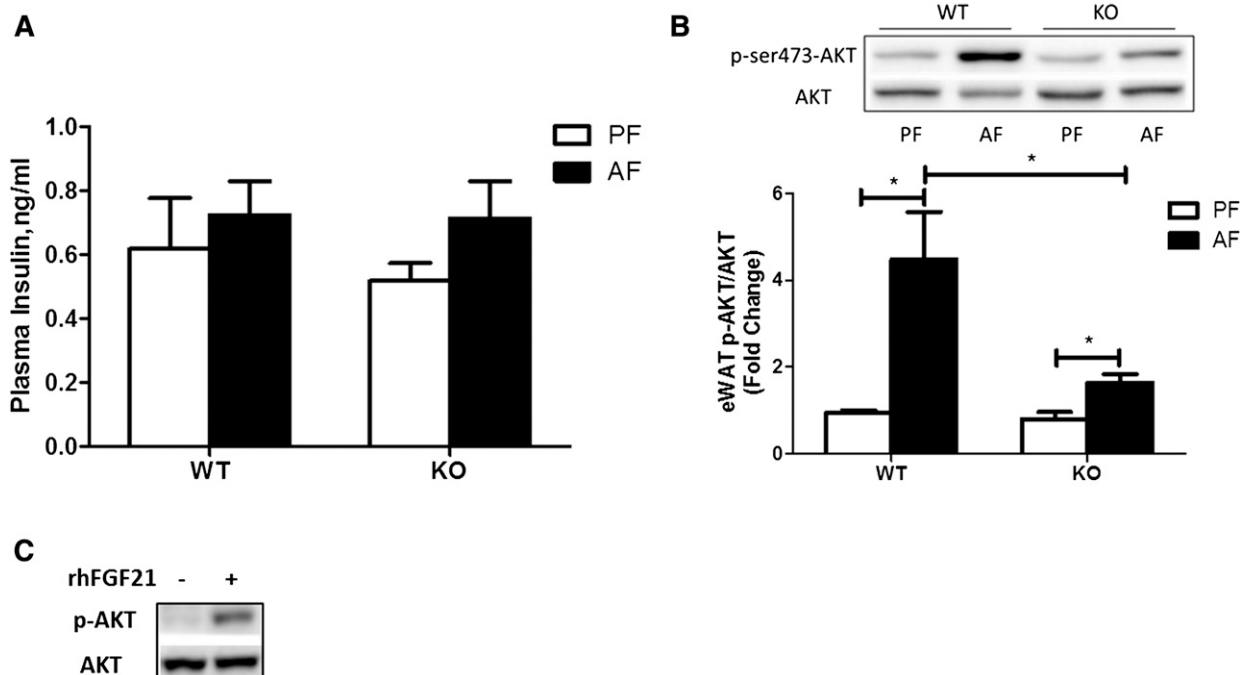 A
Plasma Insulin,ng/ml
1.0
0.8
0.6
0.4
0.2
0.0
WT
KO
PF
AF
B
WT KO
p-ser473-AKT
AKT
PF AF PF AF
*
*
*
eWAT p-AKT/AKT
(Fold Change)
6
4
2
0
WT
KO
PF
AF
C
rhFGF21 - +
p-AKT
AKT